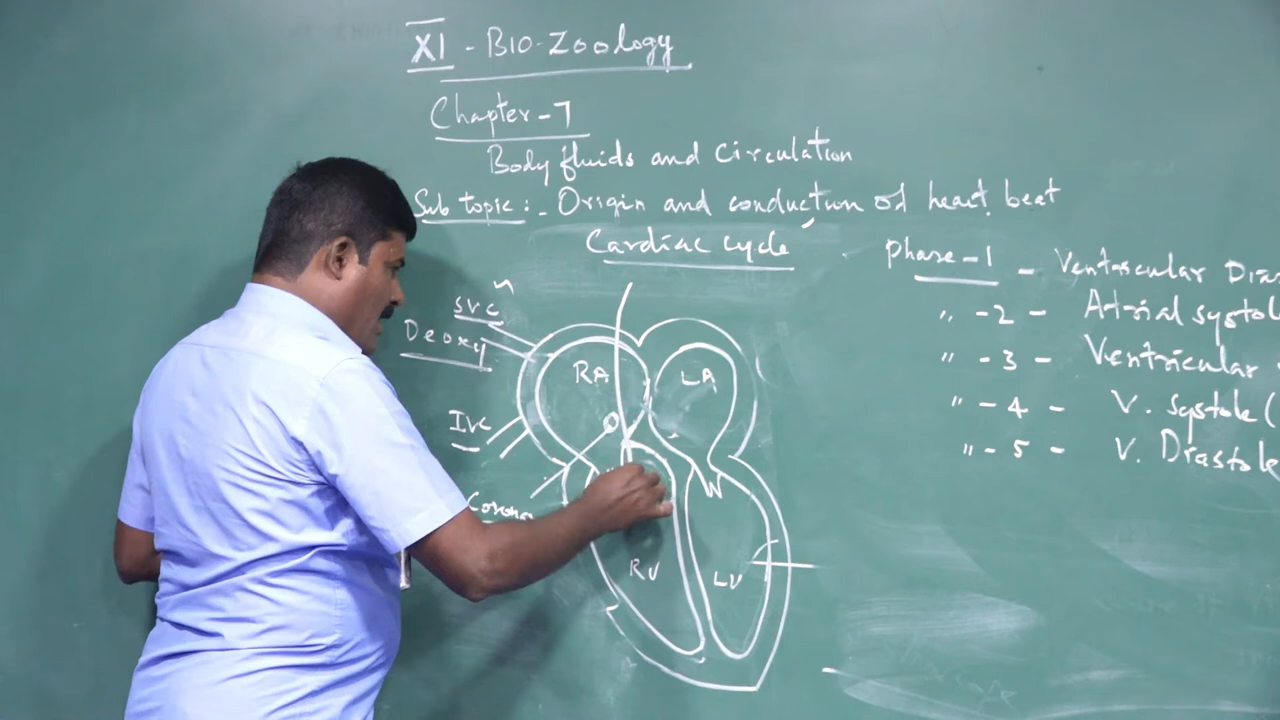 XI - Bio-Zoology
Chapter-7
Body fluids and Circulation
Sub topic :- Origin and conduction of heart beat
Cardiac cycle
Phase-1 - Ventricular
" -2 - Atrial
" -3 - Ventricular
" -4 - V. Systole (
" -5 - V. Diastole
SVC
Deoxy
RA
LA
IVC
RV
LV